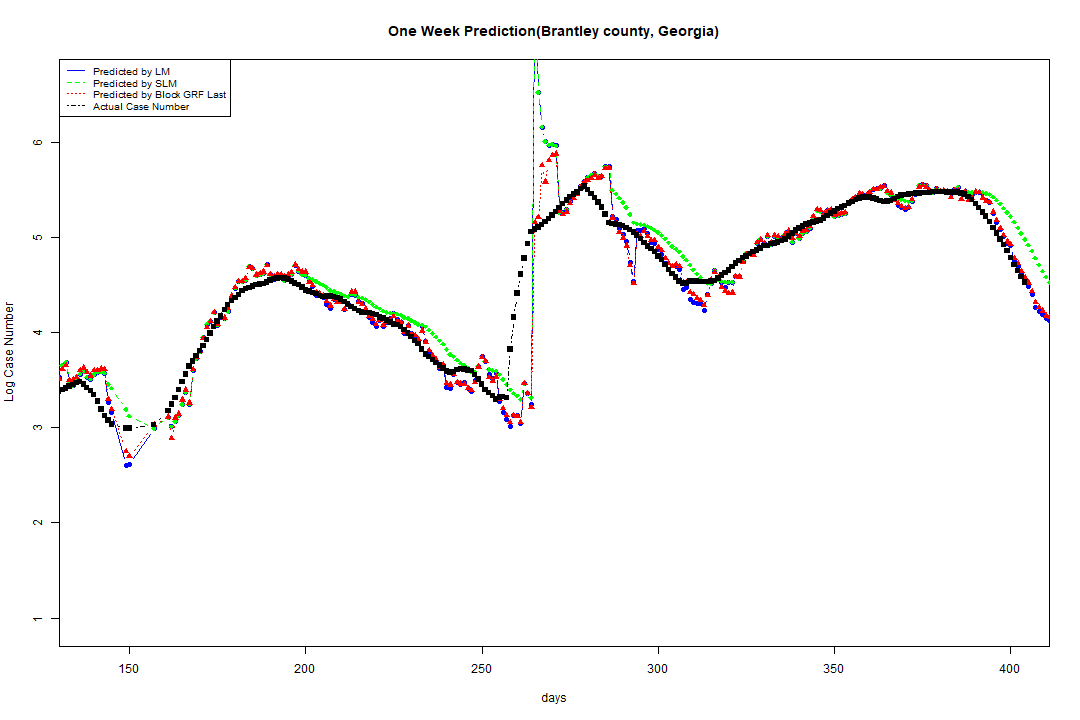 One Week Prediction(Brantley county, Georgia)
Predicted by LM
Predicted by SLM
Predicted by Block GRF Last
Actual Case Number
6
5
4
3
2
1
Log Case Number
150 200 250 300 350 400
days